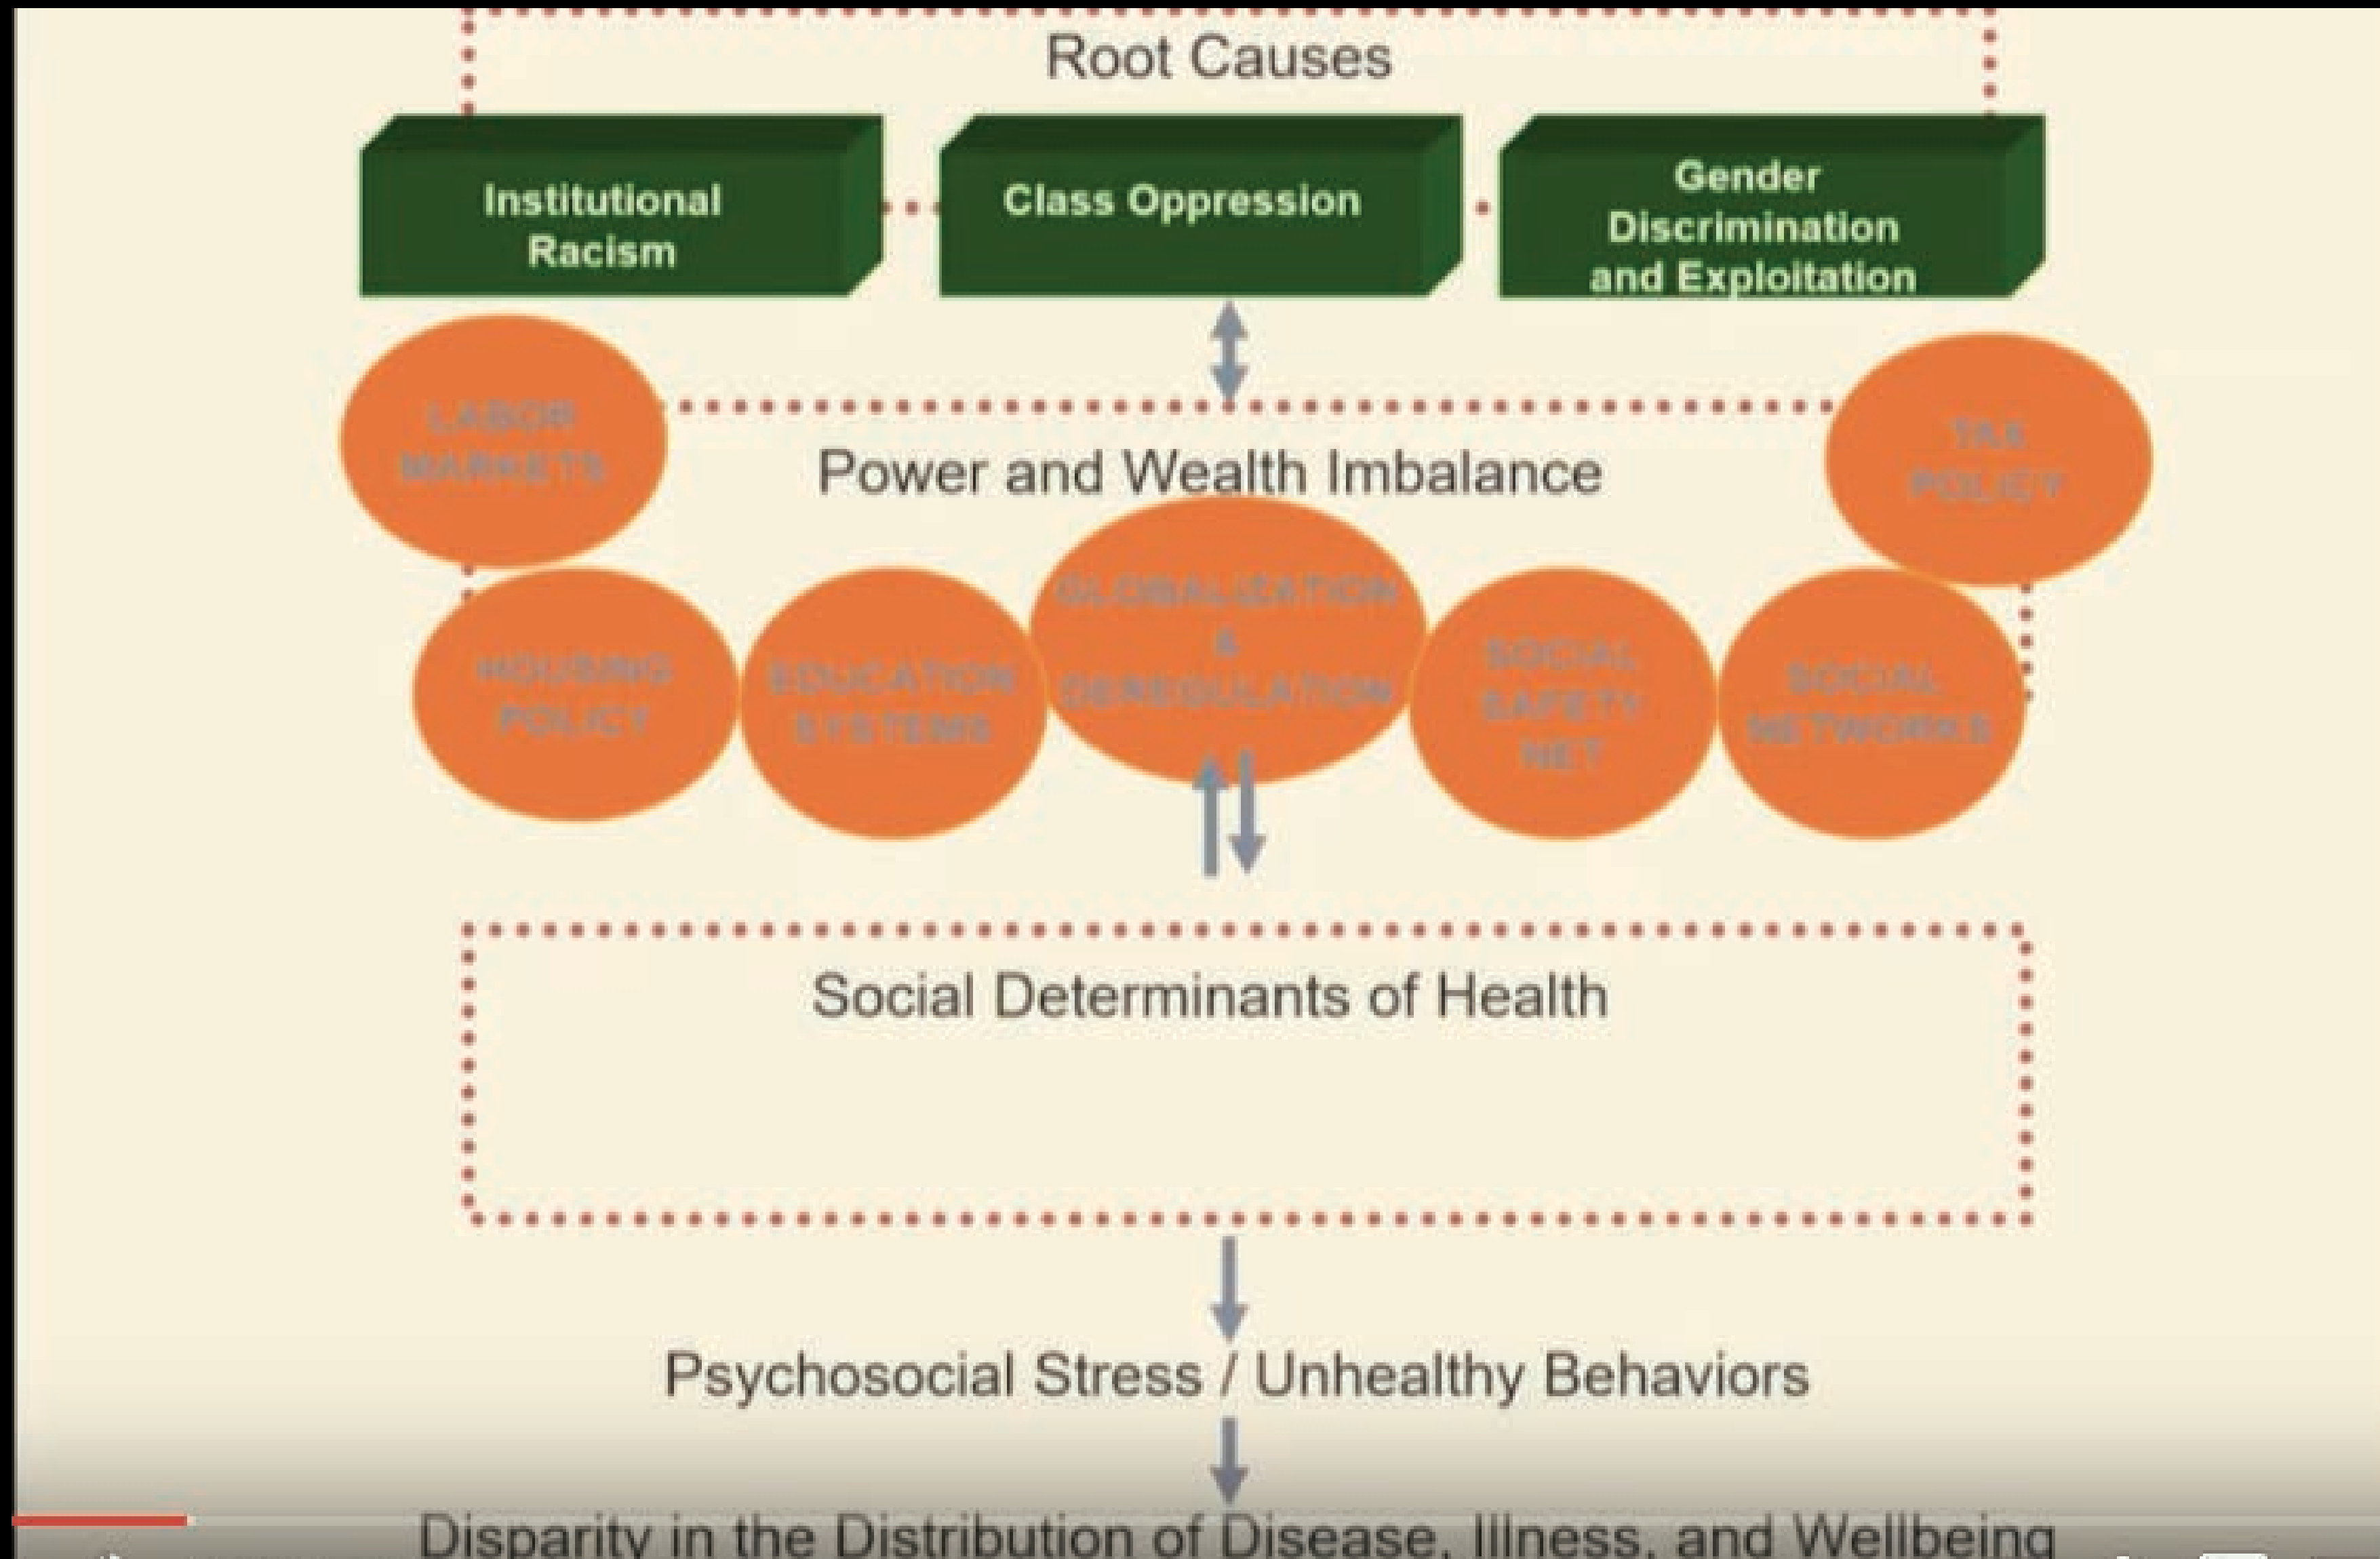 Root Causes
Institutional
Racism
Class Oppression
Gender
Discrimination
and Exploitation
LABOR
MARKETS
TAX
POLICY
Power and Wealth Imbalance
HOUSING
POLICY
EDUCATION
SYSTEMS
GLOBALIZATION
&
DEREGULATION
SOCIAL
SAFETY
NET
SOCIAL
NETWORKS
Social Determinants of Health
Psychosocial Stress / Unhealthy Behaviors
Disparity in the Distribution of Disease, Illness, and Wellbeing